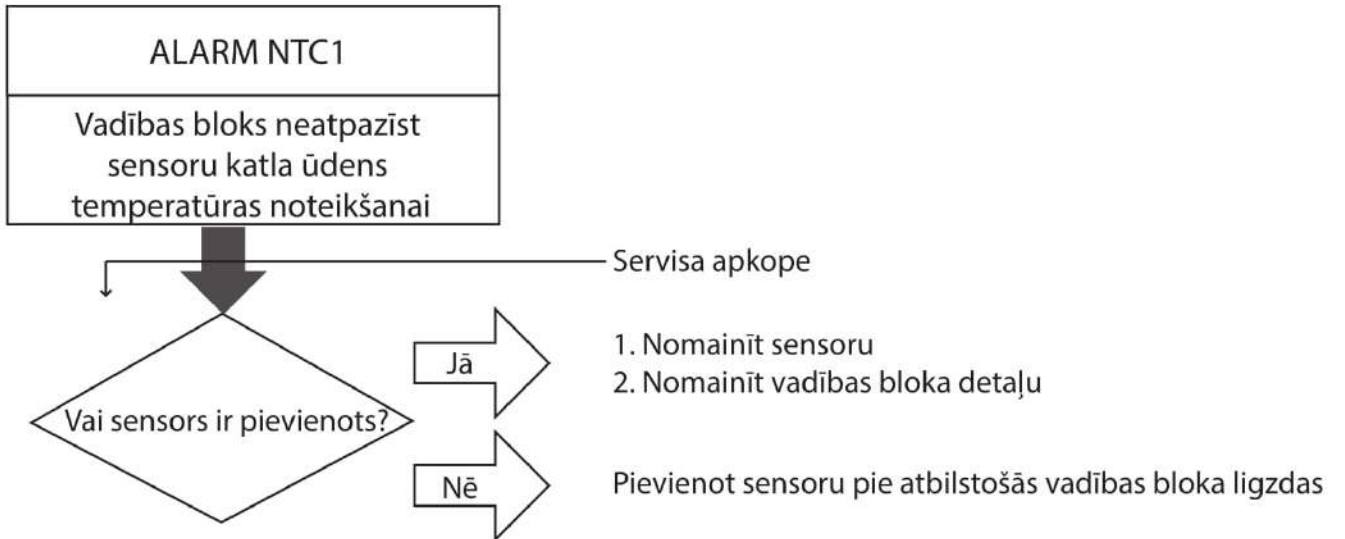 ALARM NTC1
Vadības bloks neatpazīst
sensoru katla ūdens
temperatūras noteikšanai
Servisa apkope
Vai sensors ir pievienots?
Jā
1. Nomainīt sensoru
2. Nomainīt vadības bloka detaļu
Nē
Pievienot sensoru pie atbilstošās vadības bloka ligzdas